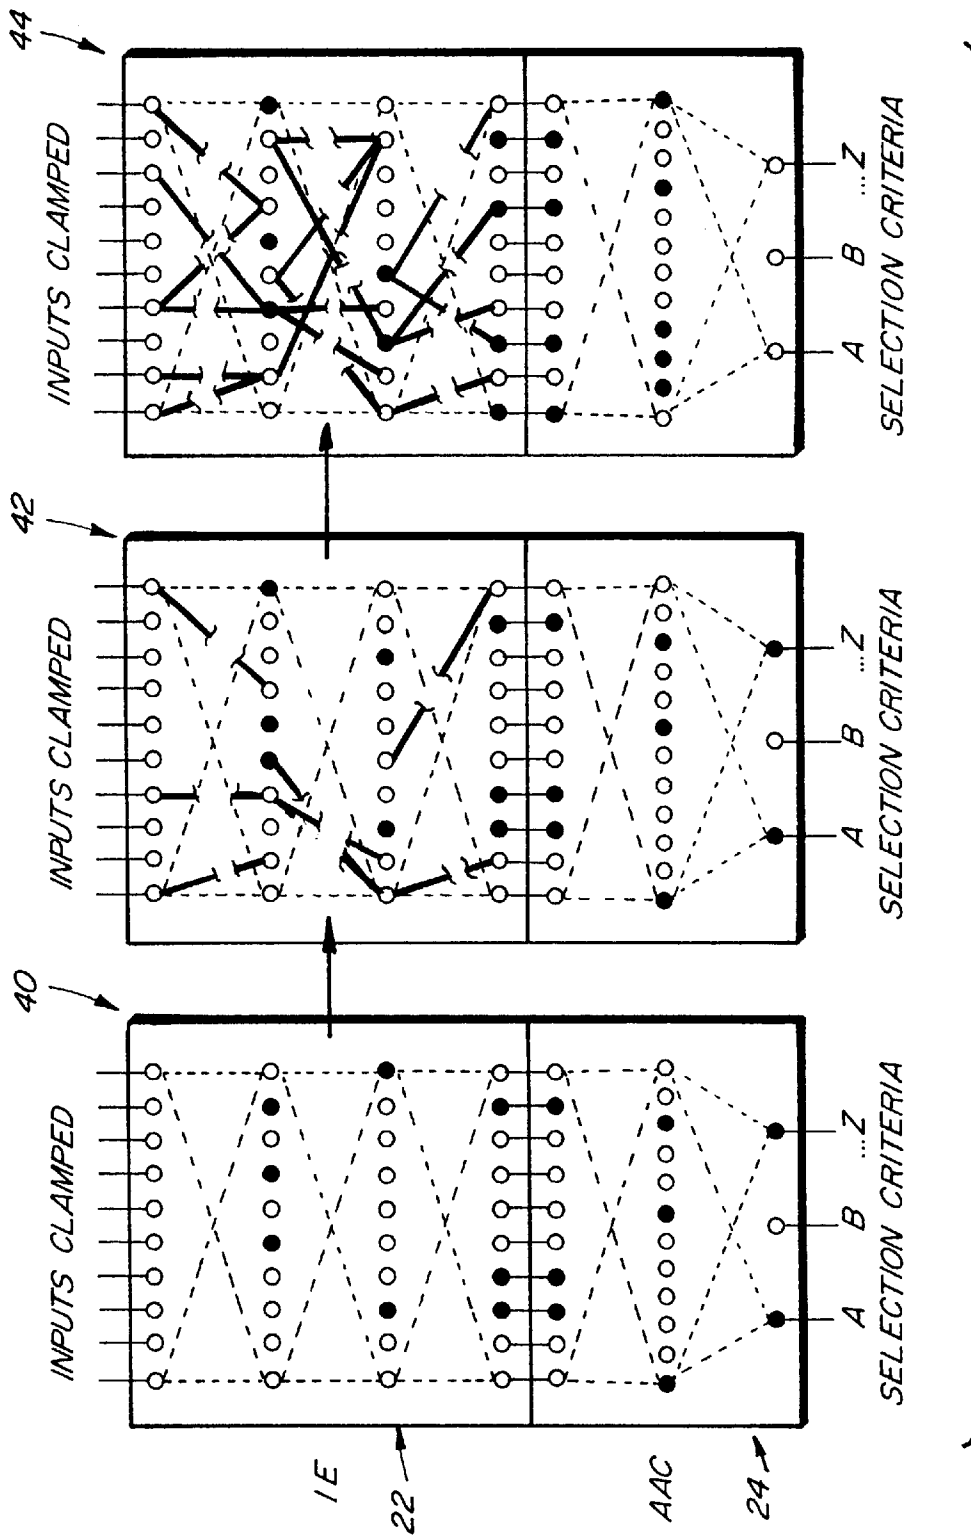 40
42
44
INPUTS CLAMPED
INPUTS CLAMPED
INPUTS CLAMPED
IE
22
AAC
24
A B ...Z
A B ...Z
A B ...Z
SELECTION CRITERIA
SELECTION CRITERIA
SELECTION CRITERIA